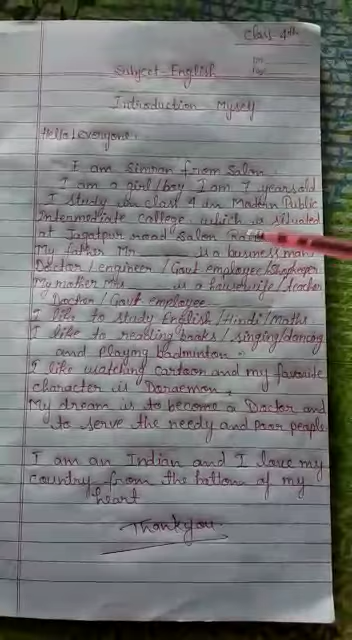 Class 4th
Subject - English
Introduction Myself
Hello! everyone.
I am Simran from Salon.
I am a girl/boy I am 7 years old
I study in class 4 in Modern Public
Intermediate College which is situated
at Jagatpur road Salon
My father Mr. ______ is a business man/
Doctor/engineer/Govt employee/Shopkeeper
My mother Mrs ______ is a housewife/teacher
Doctor/Govt employee
I like to study English/Hindi/Maths
I like to reading books/singing/dancing
and playing badminton.
I like watching cartoon and my favourite
character is Doraemon.
My dream is to become a Doctor and
to serve the needy and poor people.
I am an Indian and I love my
country from the bottom of my
heart
Thankyou